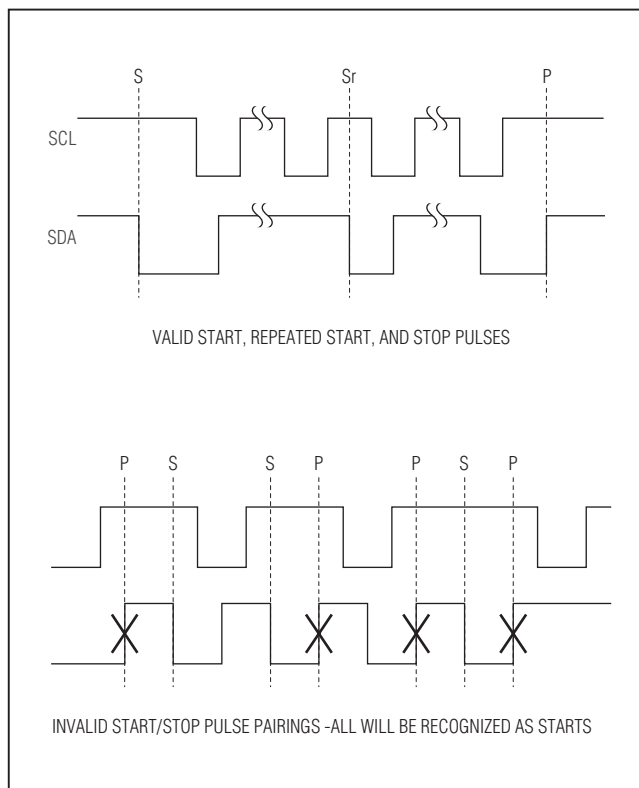 S Sr P
SCL
SDA
VALID START, REPEATED START, AND STOP PULSES
P S S P P S P
INVALID START/STOP PULSE PAIRINGS -ALL WILL BE RECOGNIZED AS STARTS